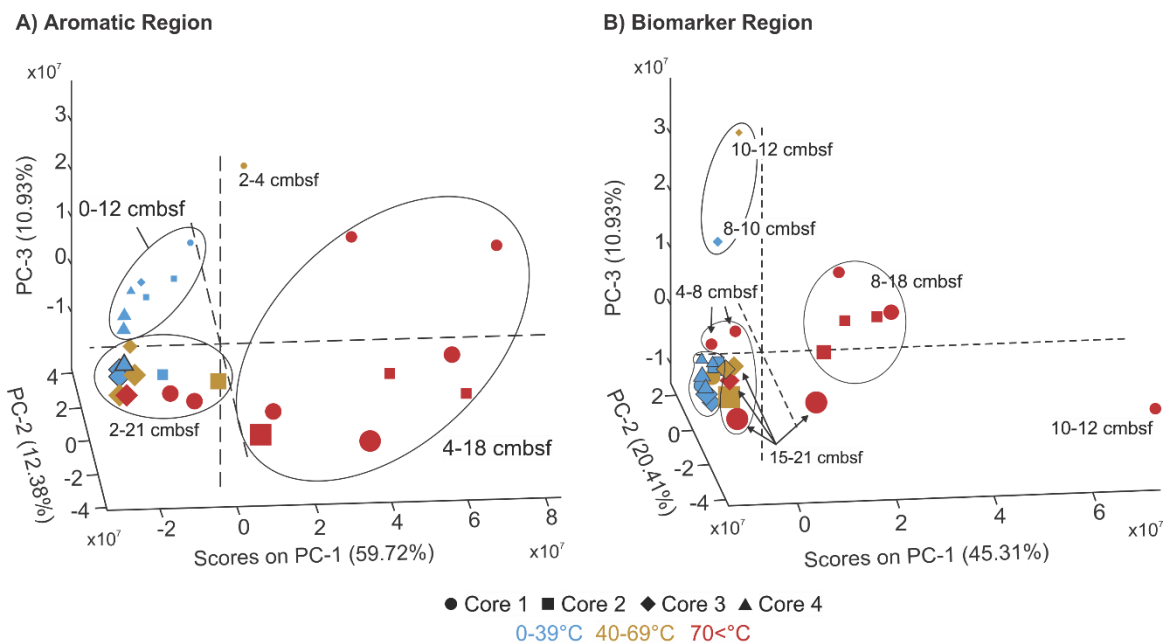 A) Aromatic Region
x10⁷
3
2
1
0
-1
PC-3 (10.93%)
4
2
0
-2
-4
PC-2 (12.38%)
x10⁷
-2
0
2
4
6
8
x10⁷
Scores on PC-1 (59.72%)
0-12 cmbsf
2-4 cmbsf
2-21 cmbsf
4-18 cmbsf
B) Biomarker Region
x10⁷
3
2
1
0
-1
PC-3 (10.93%)
2
0
-2
-4
PC-2 (20.41%)
x10⁷
0
2
4
6
x10⁷
Scores on PC-1 (45.31%)
10-12 cmbsf
8-10 cmbsf
4-8 cmbsf
8-18 cmbsf
15-21 cmbsf
10-12 cmbsf
Core 1 Core 2 Core 3 Core 4
0-39°C 40-69°C 70<°C